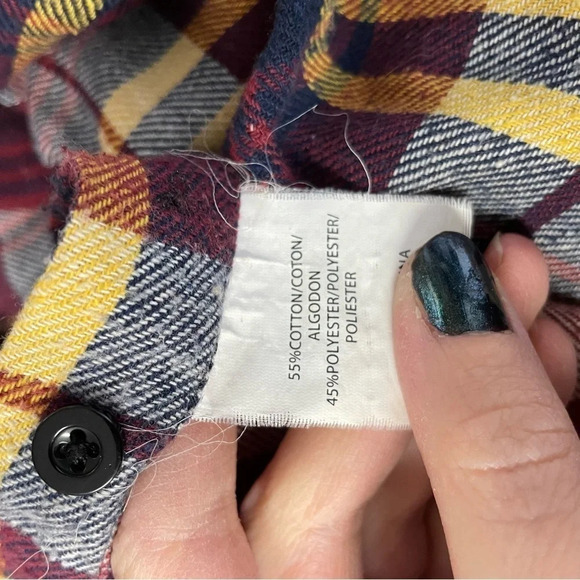 55%COTTON/COTON/
ALGODON
45%POLYESTER/POLYESTER/
POLIESTER